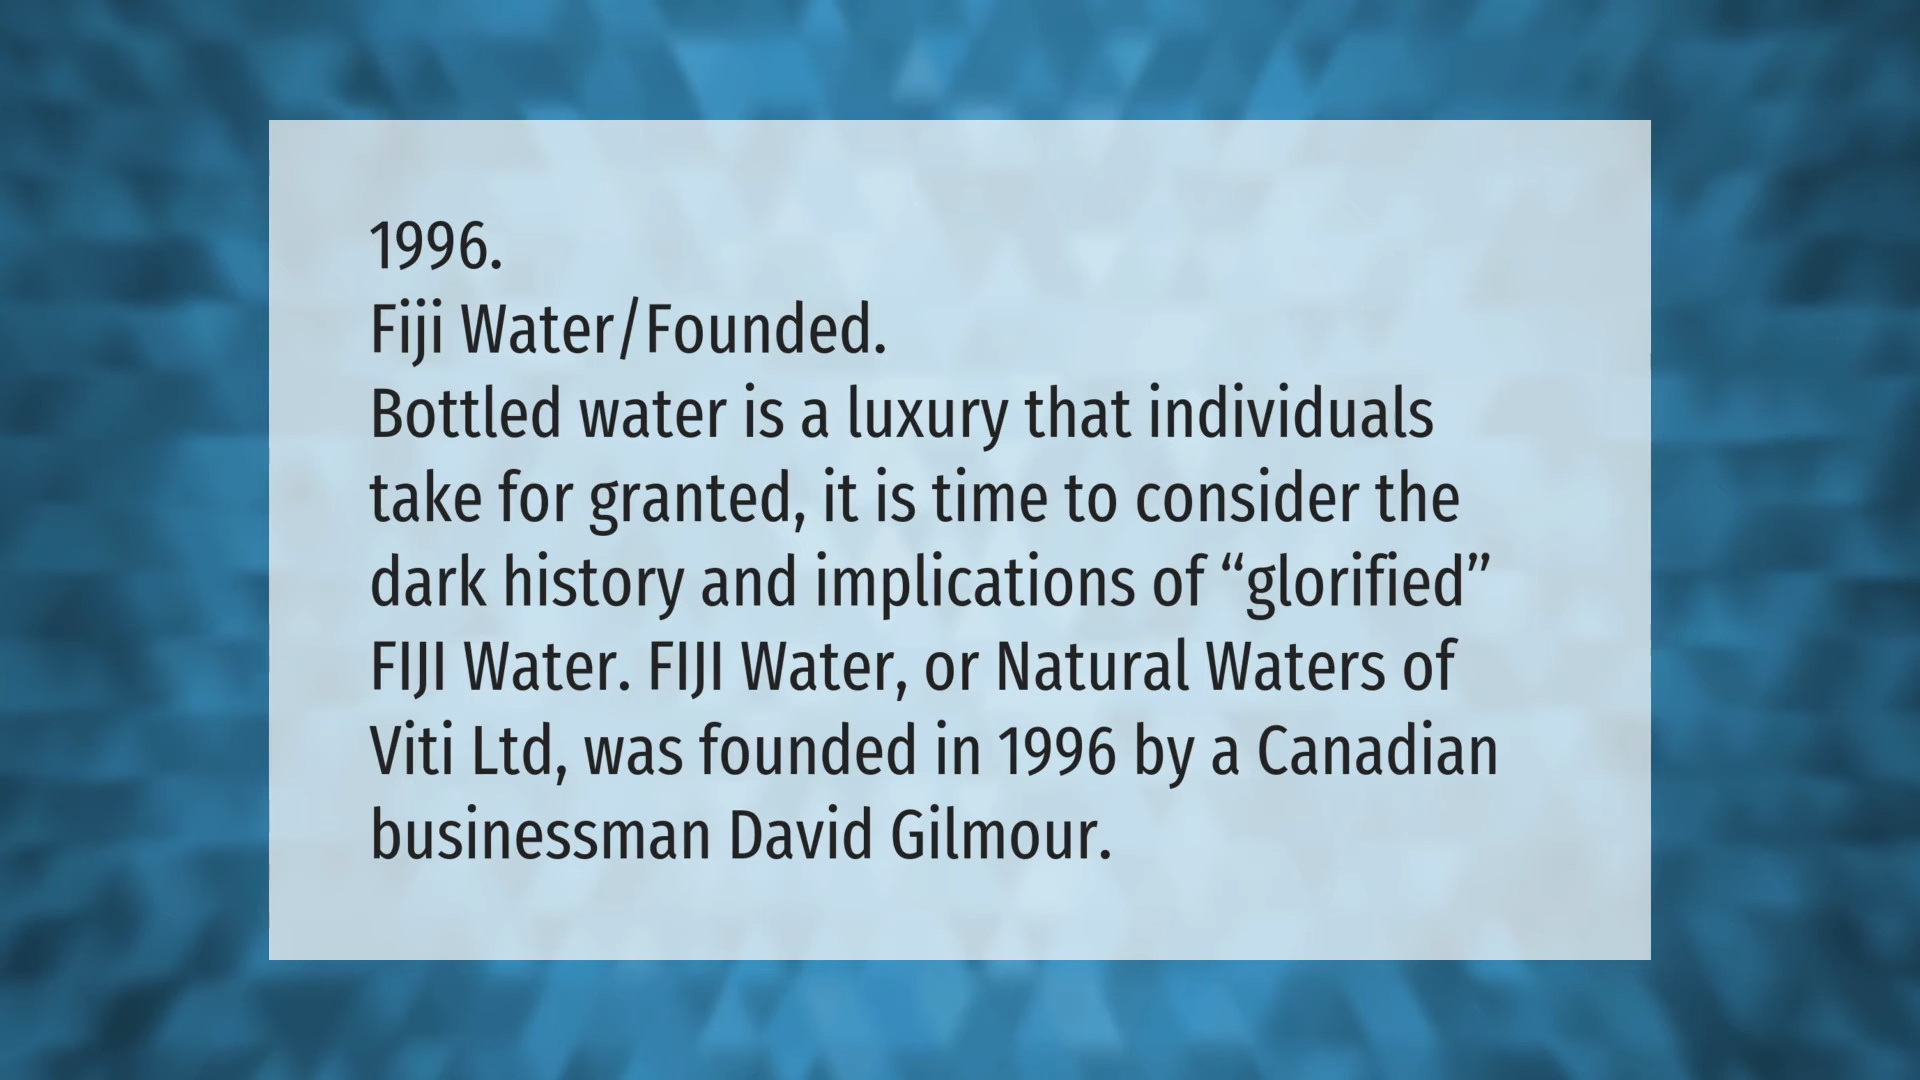 1996.
Fiji Water/Founded.
Bottled water is a luxury that individuals
take for granted, it is time to consider the
dark history and implications of “glorified”
FIJI Water. FIJI Water, or Natural Waters of
Viti Ltd, was founded in 1996 by a Canadian
businessman David Gilmour.